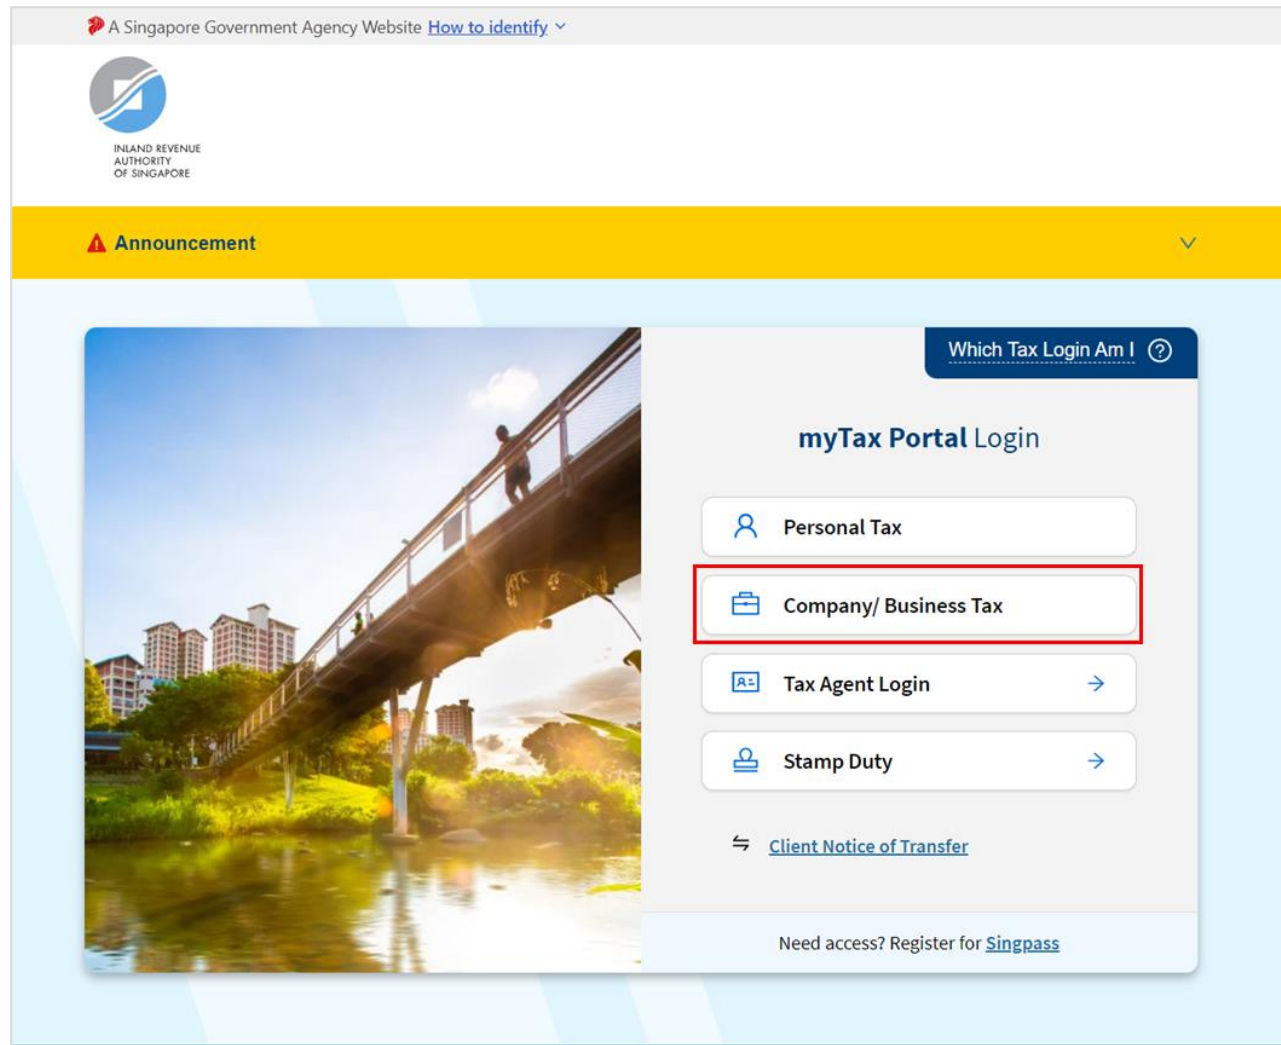 A Singapore Government Agency Website How to identify
INLAND REVENUE
AUTHORITY
OF SINGAPORE
Announcement
Which Tax Login Am I
myTax Portal Login
Personal Tax
Company/ Business Tax
Tax Agent Login
Stamp Duty
Client Notice of Transfer
Need access? Register for Singpass